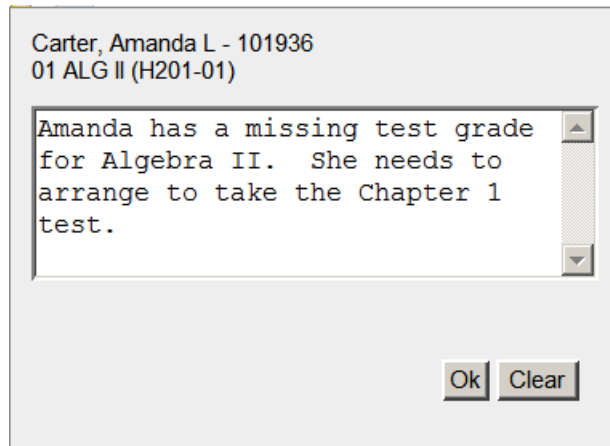 Carter, Amanda L - 101936
01 ALG II (H201-01)
Amanda has a missing test grade
for Algebra II.  She needs to
arrange to take the Chapter 1
test.
Ok Clear